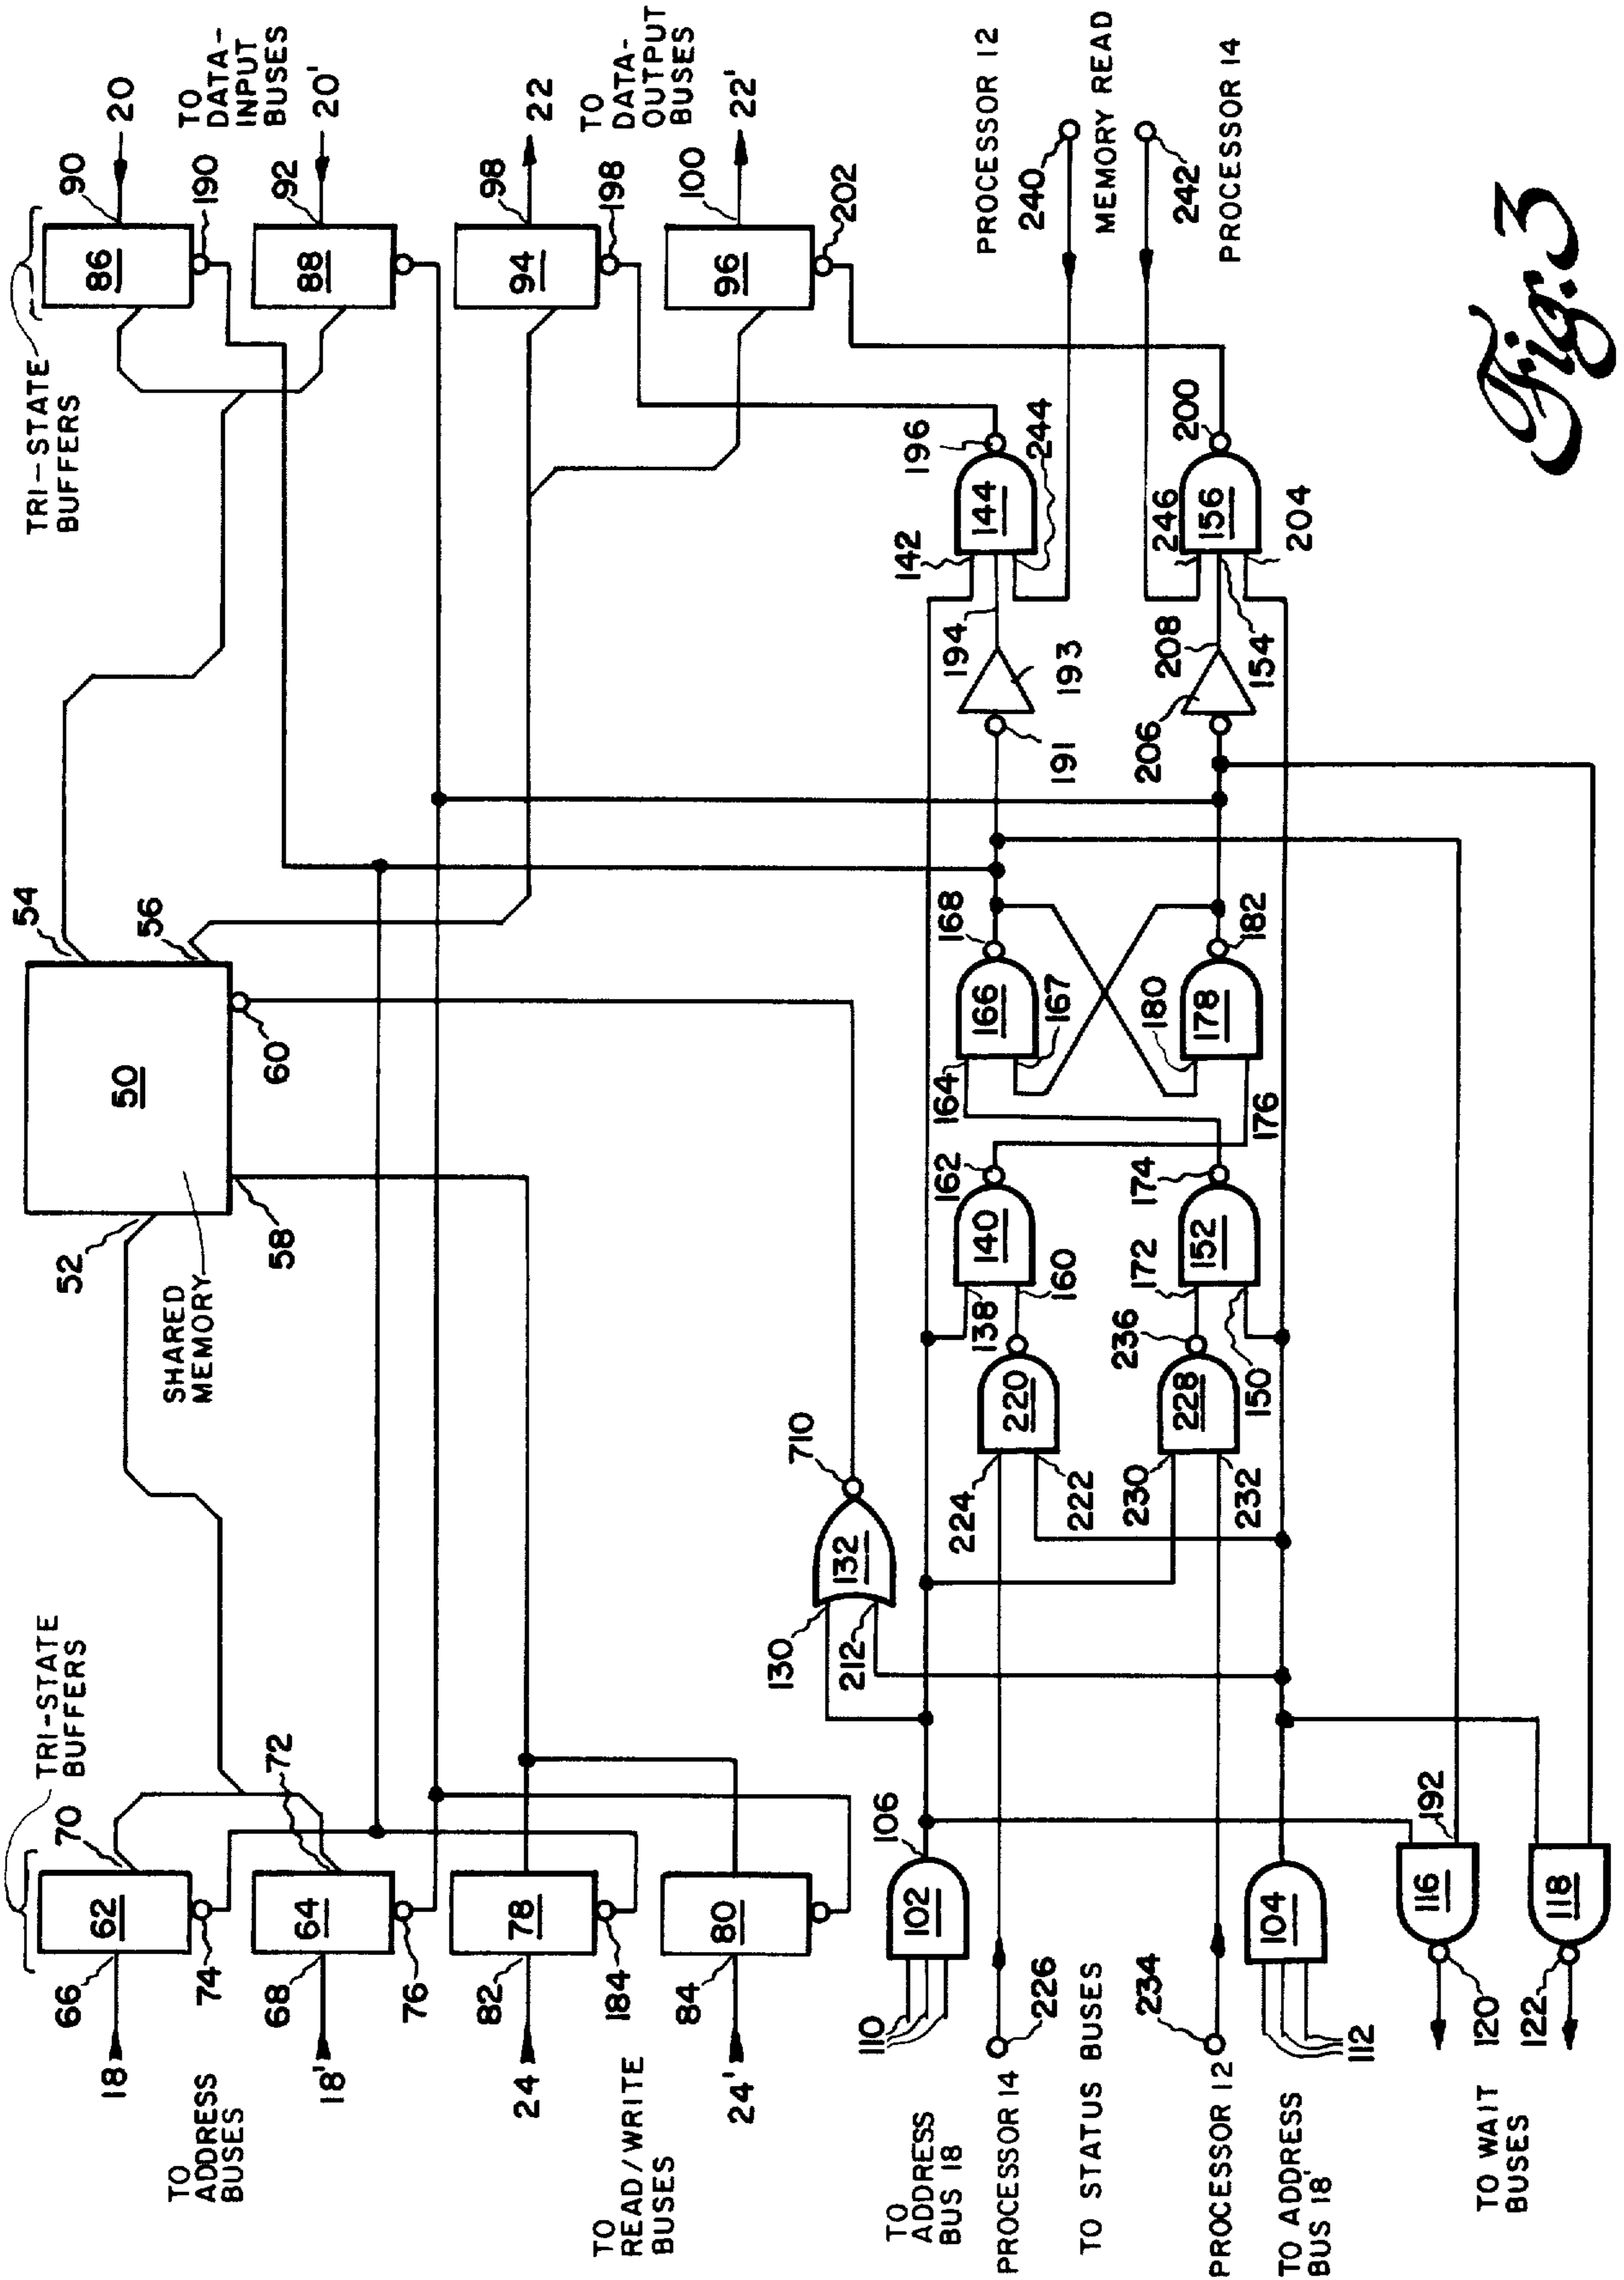 TRI-STATE
BUFFERS
18
66
62
70
74
18'
68
64
72
76
TO
ADDRESS
BUSES
24
82
78
184
24'
84
80
TO
READ/WRITE
BUSES
52
50
54
56
58
60
SHARED
MEMORY
TRI-STATE
BUFFERS
86
90
20
190
TO
DATA-
INPUT
BUSES
88
92
20'
94
98
22
198
TO
DATA-
OUTPUT
BUSES
96
100
22'
202
130
132
710
212
TO
ADDRESS
BUS 18
110
102
106
PROCESSOR 14
226
TO STATUS BUSES
PROCESSOR 12
234
TO ADDRESS
BUS 18'
112
104
224
220
222
230
228
236
232
138
140
162
160
172
152
174
150
164
166
168
167
180
178
182
176
191
193
194
206
208
154
142
144
196
244
246
156
200
204
PROCESSOR 12
240
MEMORY READ
242
PROCESSOR 14
TO WAIT
BUSES
120
116
192
122
118
Fig. 3